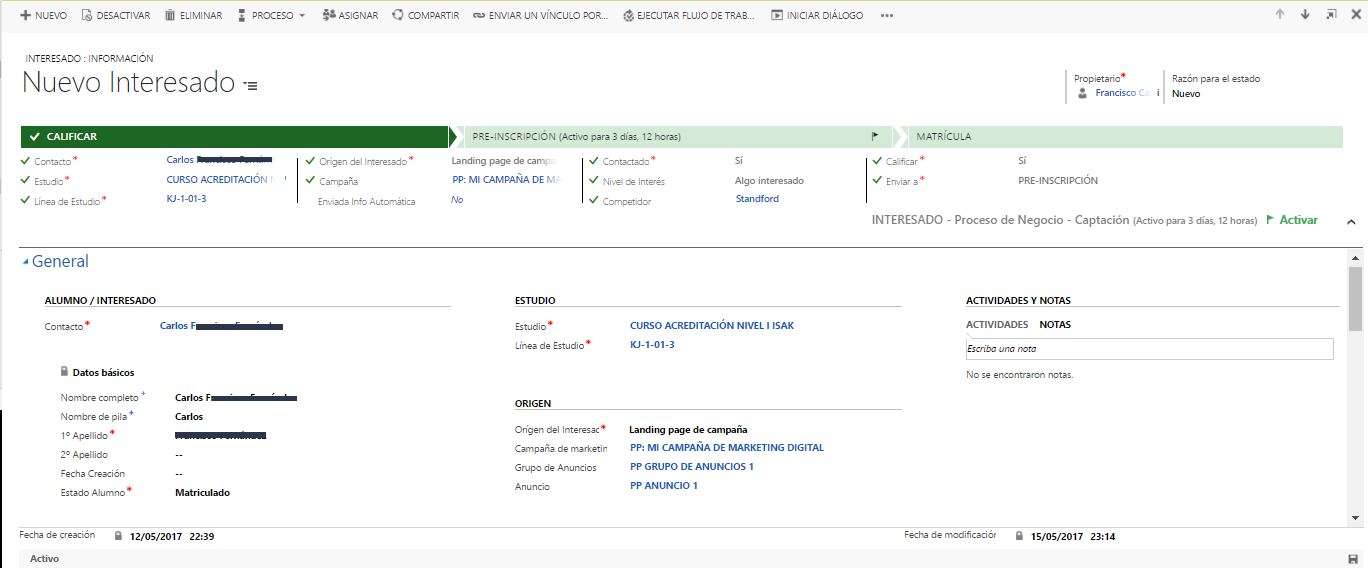 NUEVO DESACTIVAR ELIMINAR PROCESO ASIGNAR COMPARTIR ENVIAR UN VÍNCULO POR... EJECUTAR FLUJO DE TRAB... INICIAR DIÁLOGO •••
INTERESADO : INFORMACIÓN
Nuevo Interesado
Propietario* Razón para el estado
Francisco Nuevo
CALIFICAR PRE-INSCRIPCIÓN (Activo para 3 días, 12 horas) MATRÍCULA
Contacto* Carlos Origen del Interesado* Landing page de campa Contactado* Sí Calificar* Sí
Estudio* CURSO ACREDITACIÓN Campaña PP: MI CAMPAÑA DE MA Nivel de Interés Algo interesado Enviar a* PRE-INSCRIPCIÓN
Línea de Estudio* KJ-1-01-3 Enviada Info Automática No Competidor Standford
INTERESADO - Proceso de Negocio - Captación (Activo para 3 días, 12 horas) Activar
General
ALUMNO / INTERESADO ESTUDIO ACTIVIDADES Y NOTAS
Contacto* Carlos Estudio* CURSO ACREDITACIÓN NIVEL I ISAK ACTIVIDADES NOTAS
Línea de Estudio* KJ-1-01-3 Escriba una nota
Datos básicos No se encontraron notas.
Nombre completo+ Carlos ORIGEN
Nombre de pila+ Carlos
1º Apellido* Origen del Interesac* Landing page de campaña
2º Apellido -- Campaña de marketin PP: MI CAMPAÑA DE MARKETING DIGITAL
Fecha Creación -- Grupo de Anuncios PP GRUPO DE ANUNCIOS 1
Estado Alumno* Matriculado Anuncio PP ANUNCIO 1
Fecha de creación 12/05/2017 22:39 Fecha de modificación 15/05/2017 23:14
Activo